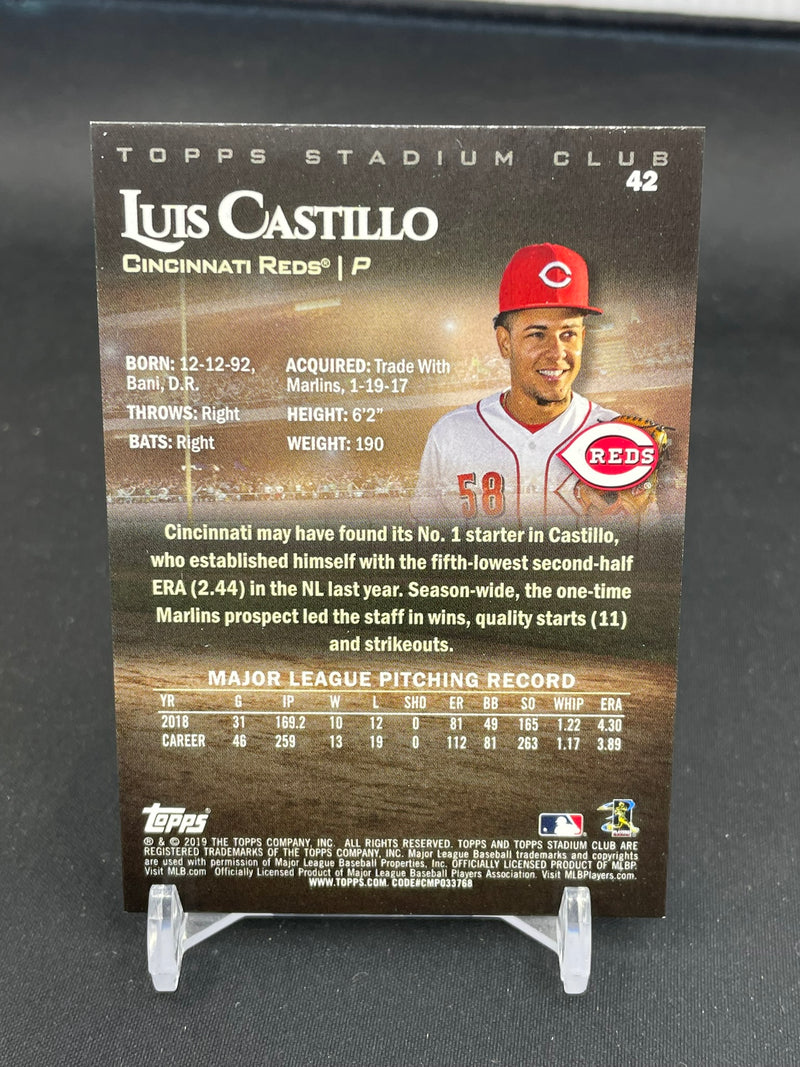 TOPPS STADIUM CLUB
42
LUIS CASTILLO
CINCINNATI REDS® | P
C
BORN: 12-12-92,
Bani, D.R.
THROWS: Right
BATS: Right
ACQUIRED: Trade With
Marlins, 1-19-17
HEIGHT: 6'2"
WEIGHT: 190
58
REDS®
Cincinnati may have found its No. 1 starter in Castillo,
who established himself with the fifth-lowest second-half
ERA (2.44) in the NL last year. Season-wide, the one-time
Marlins prospect led the staff in wins, quality starts (11)
and strikeouts.
MAJOR LEAGUE PITCHING RECORD
YR G IP W L SHO ER BB SO WHIP ERA
2018 31 169.2 10 12 0 81 49 165 1.22 4.30
CAREER 46 259 13 19 0 112 81 263 1.17 3.89
Topps®
® & © 2019 THE TOPPS COMPANY, INC. ALL RIGHTS RESERVED. TOPPS AND TOPPS STADIUM CLUB ARE
REGISTERED TRADEMARKS OF THE TOPPS COMPANY, INC. Major League Baseball trademarks and copyrights
are used with permission of Major League Baseball Properties, Inc. OFFICIALLY LICENSED PRODUCT OF MLBP.
Visit MLB.com Officially Licensed Product of Major League Baseball Players Association. Visit MLBPlayers.com.
WWW.TOPPS.COM. CODE#CMP033768